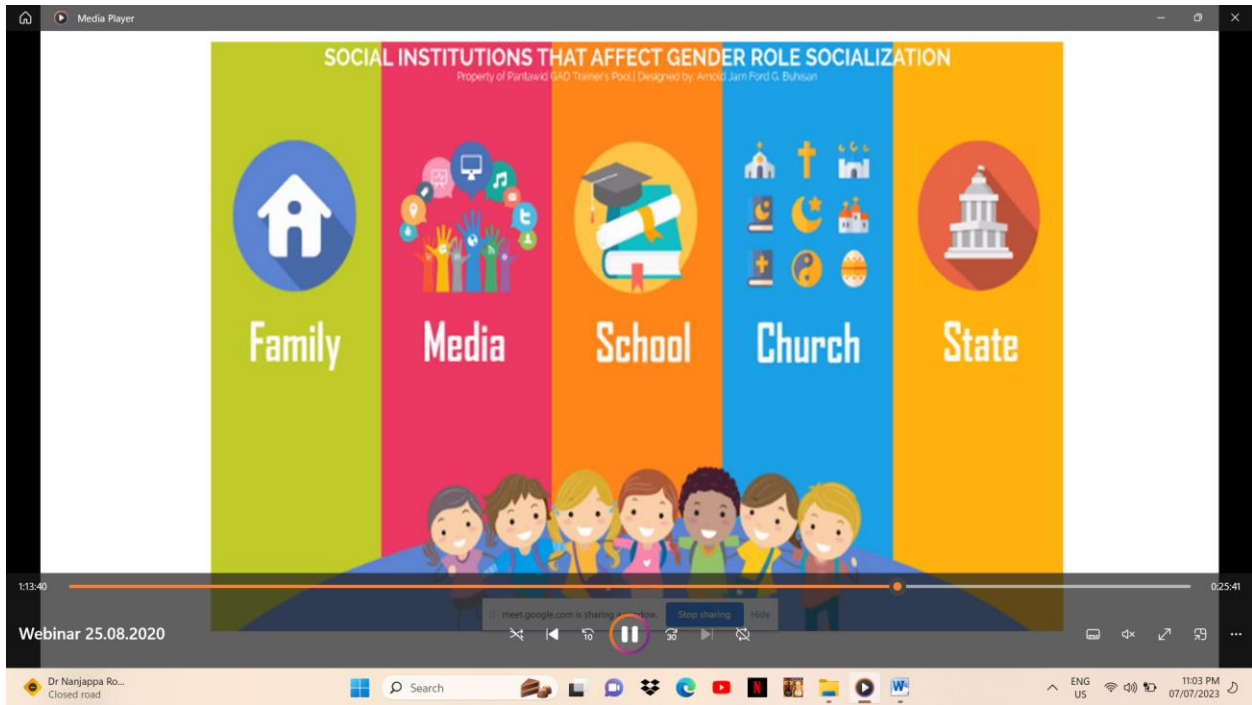 Media Player
SOCIAL INSTITUTIONS THAT AFFECT GENDER ROLE SOCIALIZATION
Property of Pantawid GAD Trainer's Pool | Designed by: Arnold Jarn Ford G. Buhisan
Family Media School Church State
1:13:40 0:25:41
meet.google.com is sharing a window. Stop sharing Hide
Webinar 25.08.2020
10 30
Dr Nanjappa Ro...
Closed road
Search
ENG
US
11:03 PM
07/07/2023